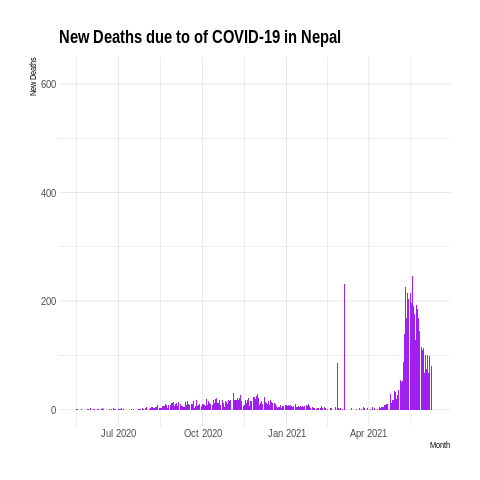 New Deaths due to of COVID-19 in Nepal
New Deaths
600
400
200
0
Jul 2020 Oct 2020 Jan 2021 Apr 2021
Month